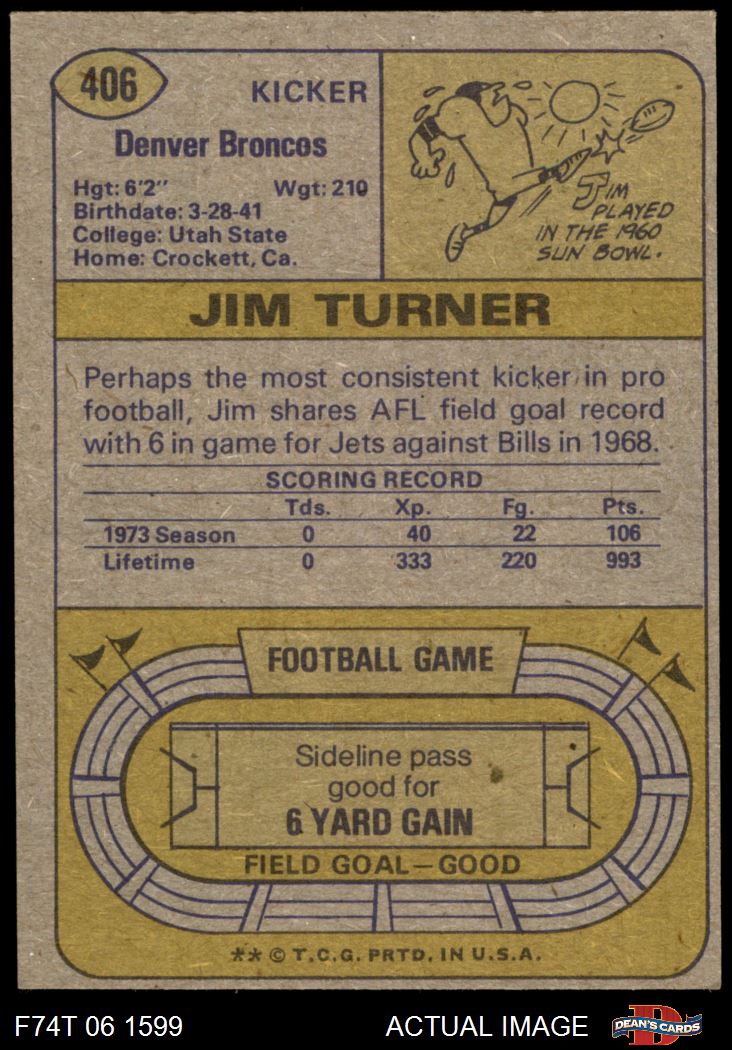 406
KICKER
Denver Broncos
Hgt: 6'2" Wgt: 210
Birthdate: 3-28-41
College: Utah State
Home: Crockett, Ca.
JIM
PLAYED
IN THE 1960
SUN BOWL.
JIM TURNER
Perhaps the most consistent kicker in pro
football, Jim shares AFL field goal record
with 6 in game for Jets against Bills in 1968.
SCORING RECORD
Tds. Xp. Fg. Pts.
1973 Season 0 40 22 106
Lifetime 0 333 220 993
FOOTBALL GAME
Sideline pass
good for
6 YARD GAIN
FIELD GOAL—GOOD
** © T.C.G. PRTD. IN U.S.A.
F74T 06 1599 ACTUAL IMAGE
D
DEAN'S CARDS